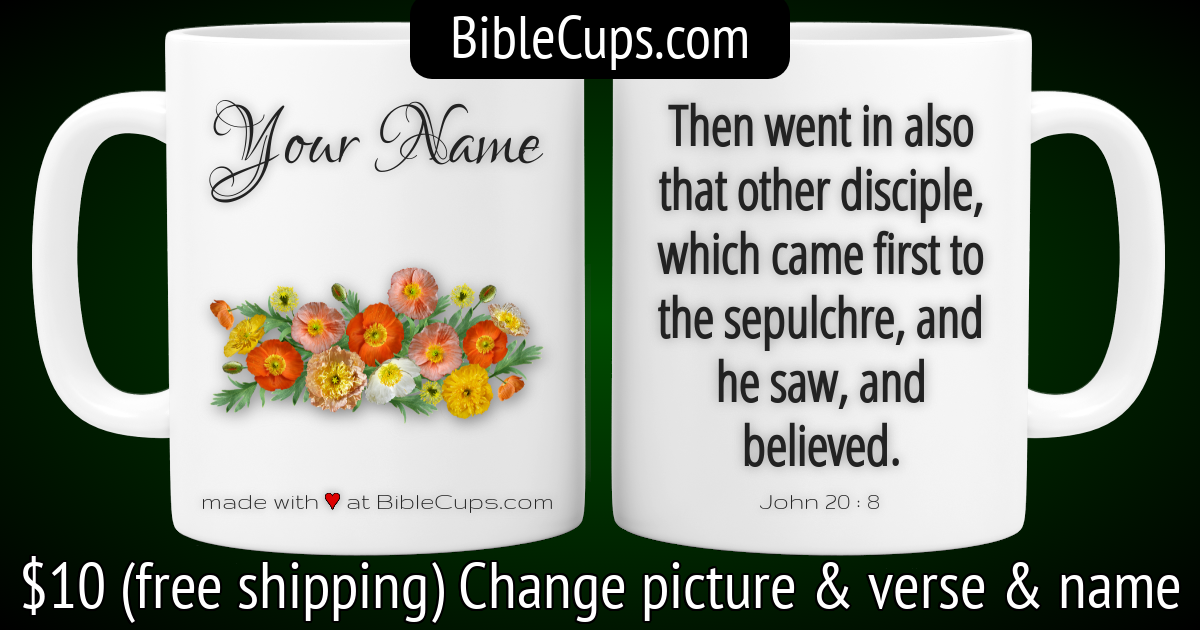 BibleCups.com
Your Name
made with ♥ at BibleCups.com
Then went in also
that other disciple,
which came first to
the sepulchre, and
he saw, and
believed.
John 20 : 8
$10 (free shipping) Change picture & verse & name